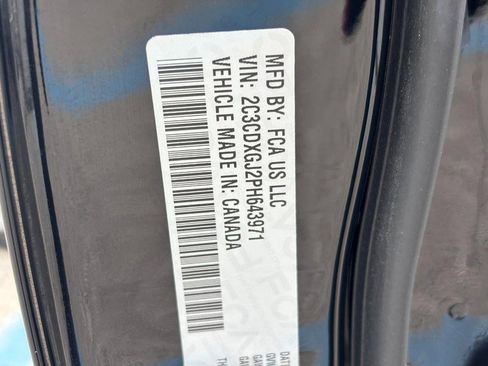 MFD BY: FCA US LLC
VIN: 2C3CDXGJ2PH643971
VEHICLE MADE IN: CANADA